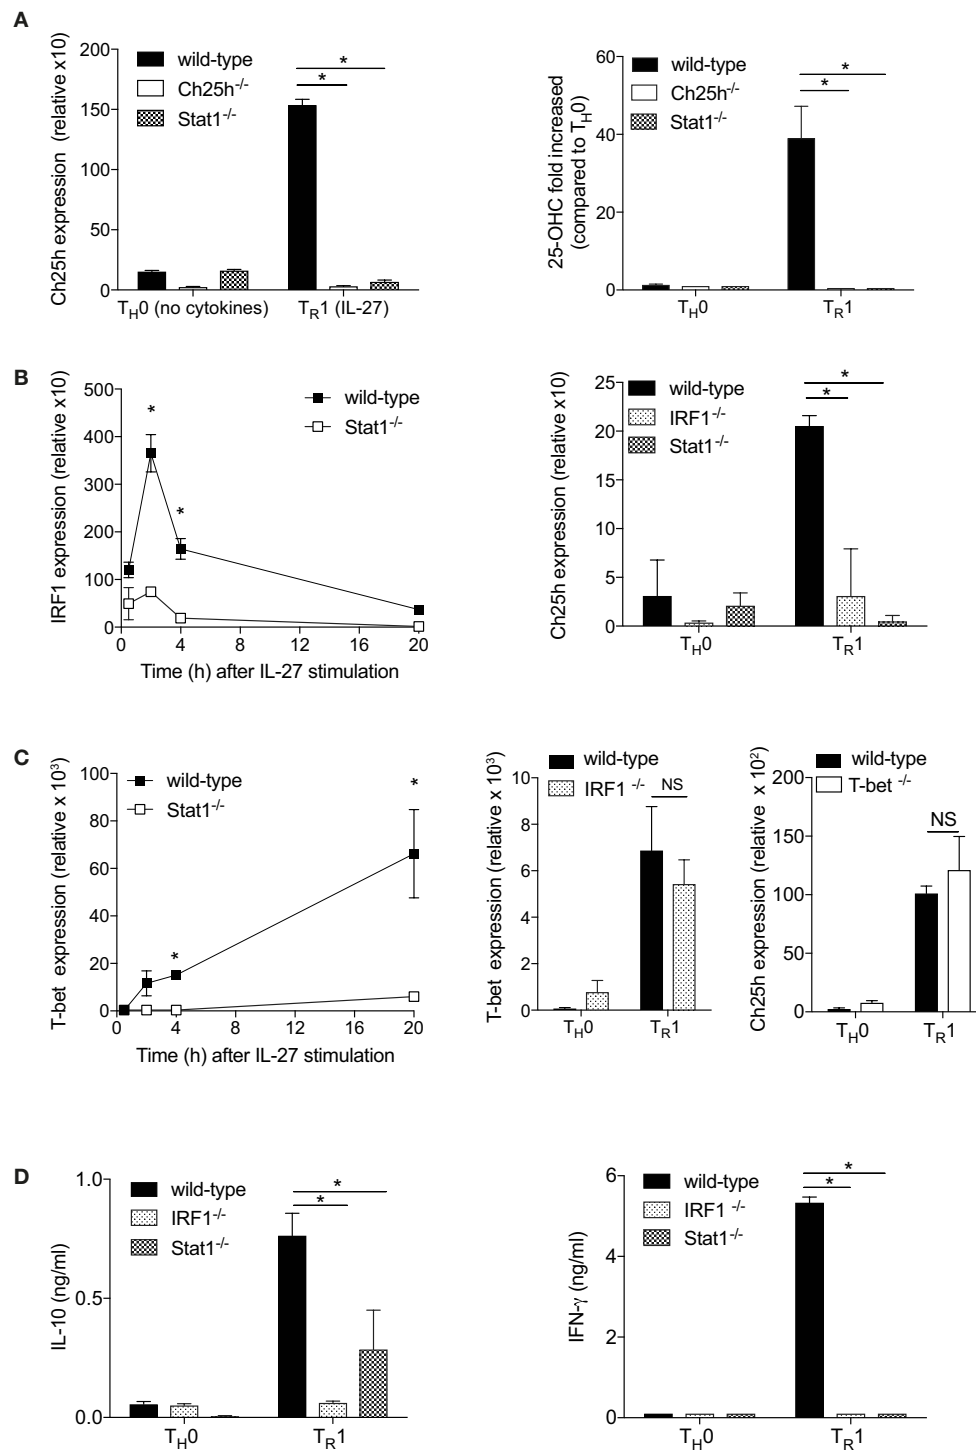 A
Ch25h expression (relative x10)
200
150
100
50
0
wild-type
Ch25h-/-
Stat1-/-
*
*
TH0 (no cytokines)
TR1 (IL-27)
25-OHC fold increased
(compared to TH0)
60
40
20
0
wild-type
Ch25h-/-
Stat1-/-
*
*
TH0
TR1
B
IRF1 expression (relative x10)
500
400
300
200
100
0
*
*
wild-type
Stat1-/-
0 4 8 12 16 20
Time (h) after IL-27 stimulation
Ch25h expression (relative x10)
25
20
15
10
5
0
wild-type
IRF1-/-
Stat1-/-
*
*
TH0
TR1
C
T-bet expression (relative x 10³)
100
80
60
40
20
0
wild-type
Stat1-/-
*
*
0 4 8 12 16 20
Time (h) after IL-27 stimulation
T-bet expression (relative x 10³)
10
8
6
4
2
0
wild-type
IRF1 -/-
NS
TH0
TR1
Ch25h expression (relative x 10²)
200
150
100
50
0
wild-type
T-bet -/-
NS
TH0
TR1
D
IL-10 (ng/ml)
1.0
0.5
0.0
wild-type
IRF1-/-
Stat1-/-
*
*
TH0
TR1
IFN-γ (ng/ml)
6
4
2
0
wild-type
IRF1 -/-
Stat1-/-
*
*
TH0
TR1